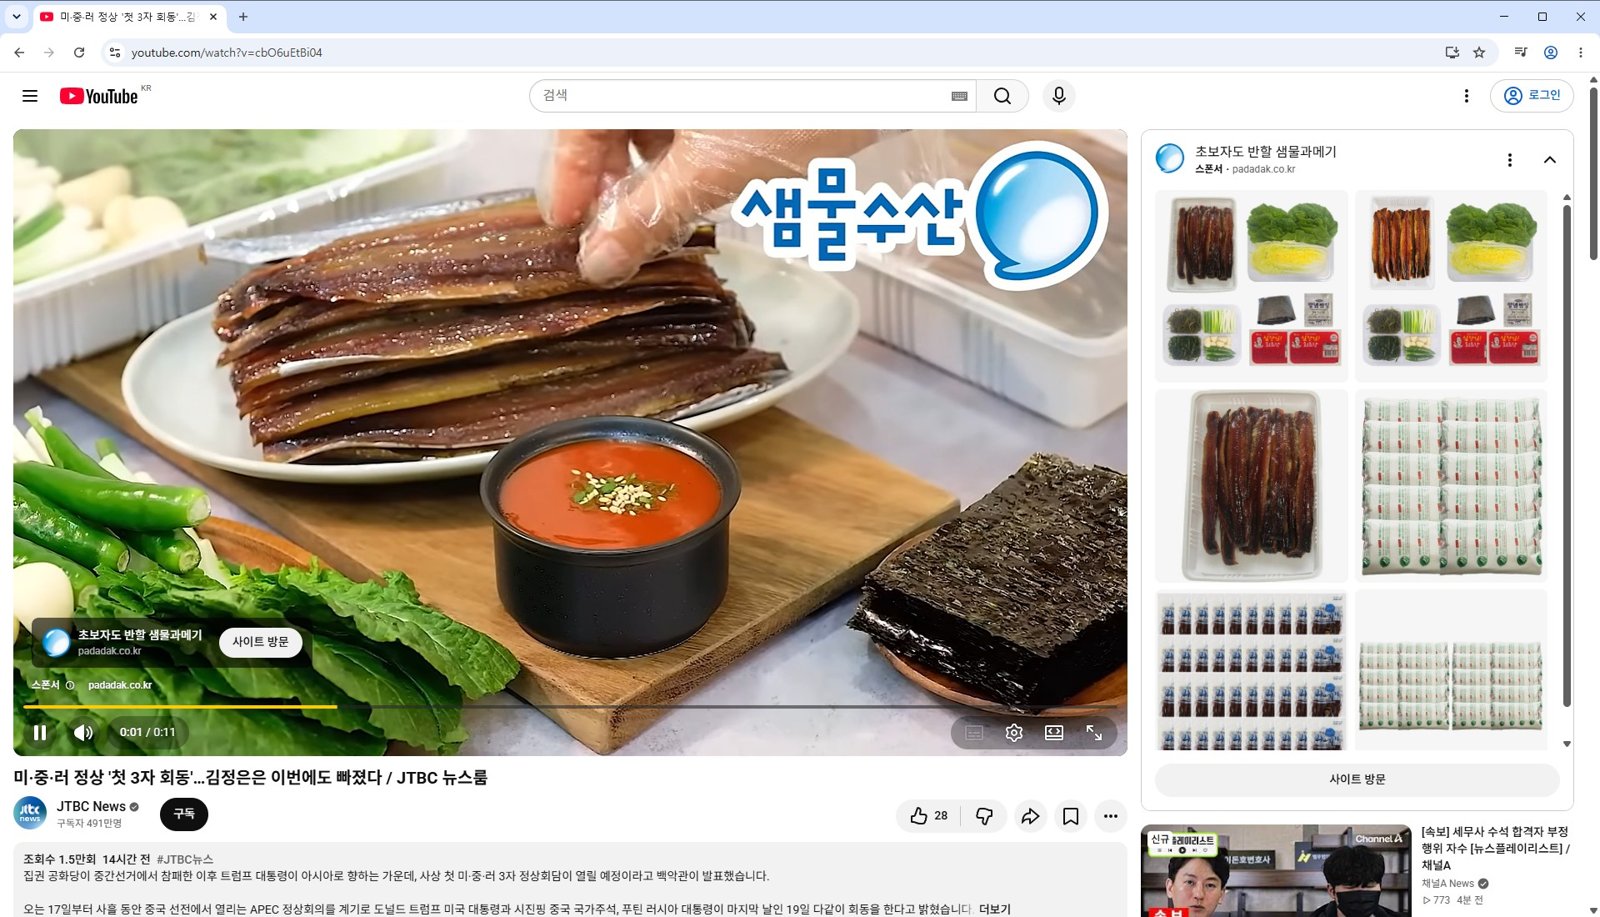 미·중·러 정상 '첫 3자 회동'...김
youtube.com/watch?v=cbO6uEtBi04
YouTube KR
검색
로그인
샘물수산
초보자도 반할 샘물과메기
padadak.co.kr
사이트 방문
스폰서
padadak.co.kr
0:01 / 0:11
초보자도 반할 샘물과메기
스폰서 · padadak.co.kr
사이트 방문
미·중·러 정상 '첫 3자 회동'...김정은은 이번에도 빠졌다 / JTBC 뉴스룸
jtbc
news
JTBC News
구독자 491만명
구독
28
조회수 1.5만회 14시간 전 #JTBC뉴스
집권 공화당이 중간선거에서 참패한 이후 트럼프 대통령이 아시아로 향하는 가운데, 사상 첫 미·중·러 3자 정상회담이 열릴 예정이라고 백악관이 발표했습니다.
오는 17일부터 사흘 동안 중국 선전에서 열리는 APEC 정상회의를 계기로 도널드 트럼프 미국 대통령과 시진핑 중국 국가주석, 푸틴 러시아 대통령이 마지막 날인 19일 다같이 회동을 한다고 밝혔습니다. 더보기
신규
플레이리스트
Channel A
속보
[속보] 세무사 수석 합격자 부정
행위 자수 [뉴스플레이리스트] /
채널A
채널A News
773 4분 전